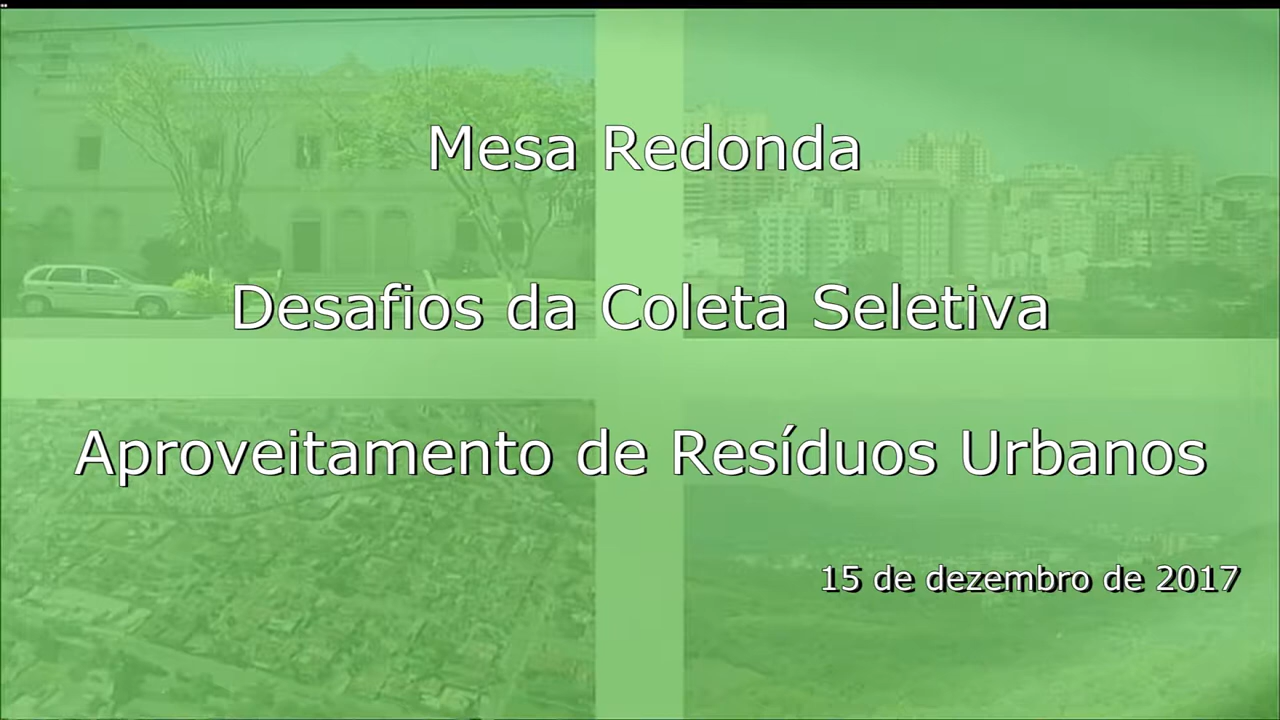 Mesa Redonda
Desafios da Coleta Seletiva
Aproveitamento de Resíduos Urbanos
15 de dezembro de 2017